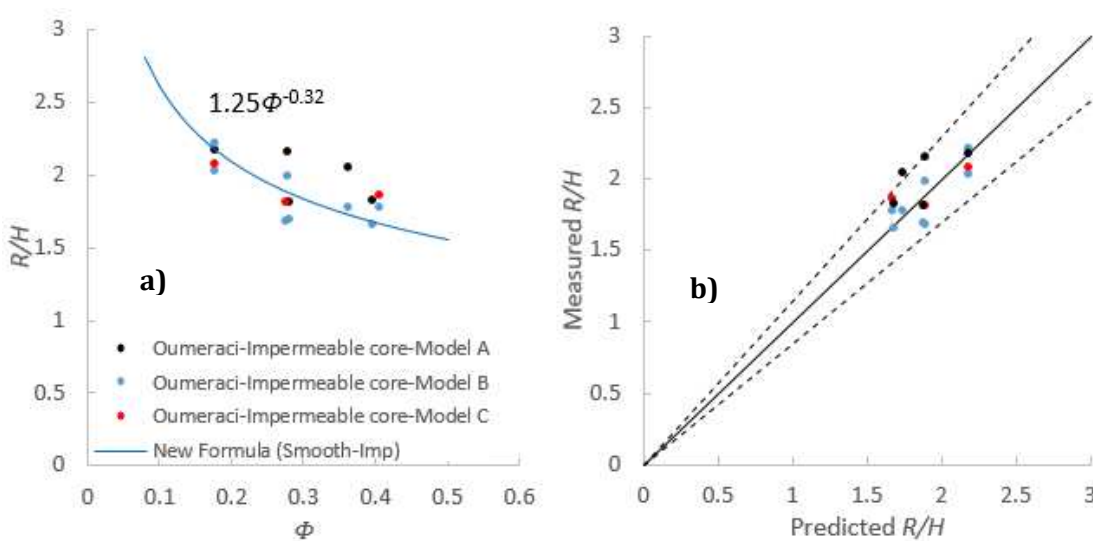 3
2.5
2
1.5
1
0.5
0
R/H
1.25Φ-0.32
a)
Oumeraci-Impermeable core-Model A
Oumeraci-Impermeable core-Model B
Oumeraci-Impermeable core-Model C
New Formula (Smooth-Imp)
0 0.1 0.2 0.3 0.4 0.5 0.6
Φ
3
2.5
2
1.5
1
0.5
0
Measured R/H
b)
0 0.5 1 1.5 2 2.5 3
Predicted R/H